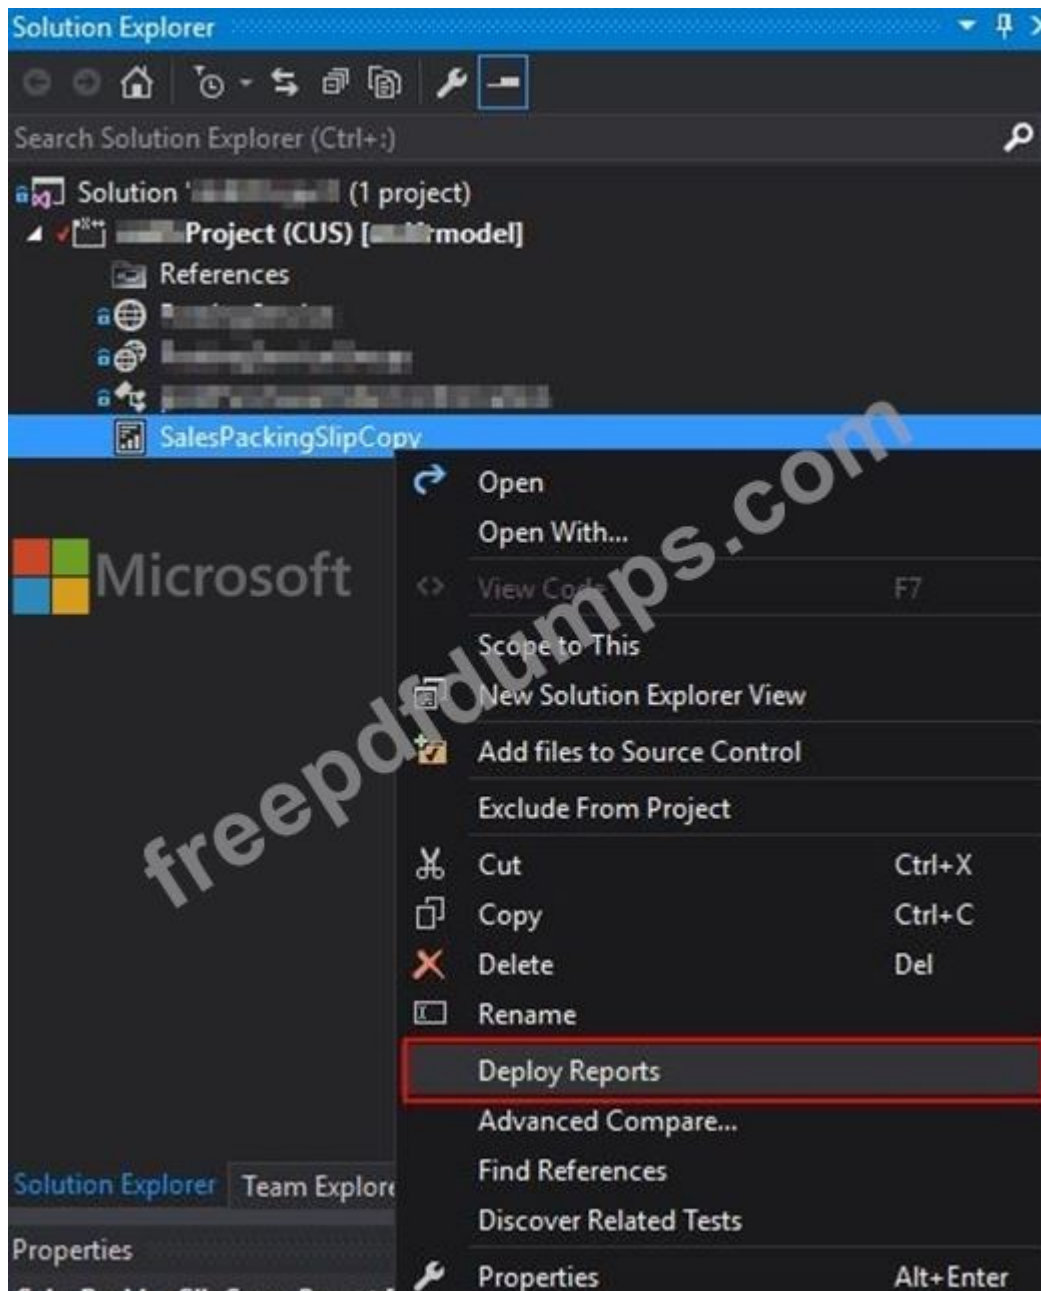 Solution Explorer
Search Solution Explorer (Ctrl+:)
Solution ' (1 project)
Project (CUS) [ rmodel]
References
SalesPackingSlipCopy
Open
Open With...
Microsoft
View Code F7
Scope to This
New Solution Explorer View
Add files to Source Control
freepdfdumps.com
Exclude From Project
Cut Ctrl+X
Copy Ctrl+C
Delete Del
Rename
Deploy Reports
Advanced Compare...
Find References
Solution Explorer Team Explore
Discover Related Tests
Properties
Properties Alt+Enter